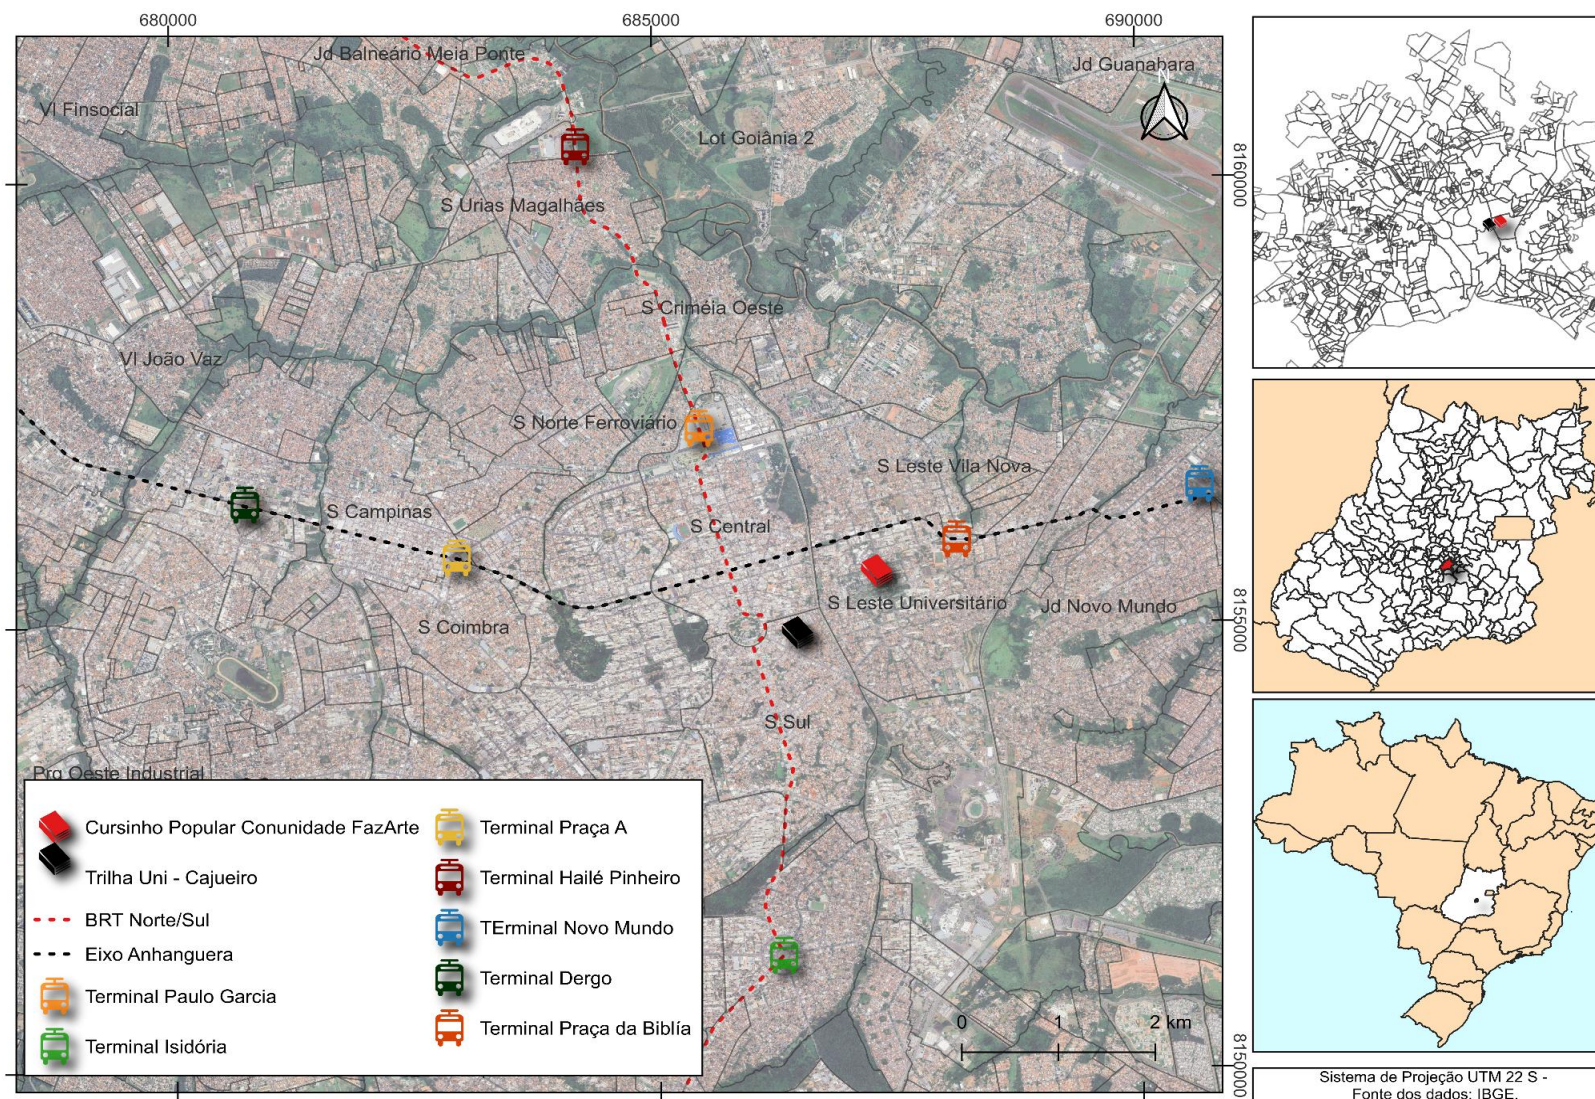 680000
685000
690000
Jd Balneário Meia Ponte
Jd Guanabara
N
Vl Finsocial
Lot Goiânia 2
8160000
S Urias Magalhães
S Criméia Oeste
Vl João Vaz
S Norte Ferroviário
S Leste Vila Nova
S Campinas
S Central
S Leste Universitário
Jd Novo Mundo
S Coimbra
8155000
S Sul
Prq Oeste Industrial
Cursinho Popular Conunidade FazArte
Trilha Uni - Cajueiro
BRT Norte/Sul
Eixo Anhanguera
Terminal Paulo Garcia
Terminal Isidória
Terminal Praça A
Terminal Hailé Pinheiro
TErminal Novo Mundo
Terminal Dergo
Terminal Praça da Biblía
0 1 2 km
8150000
Sistema de Projeção UTM 22 S -
Fonte dos dados: IBGE.